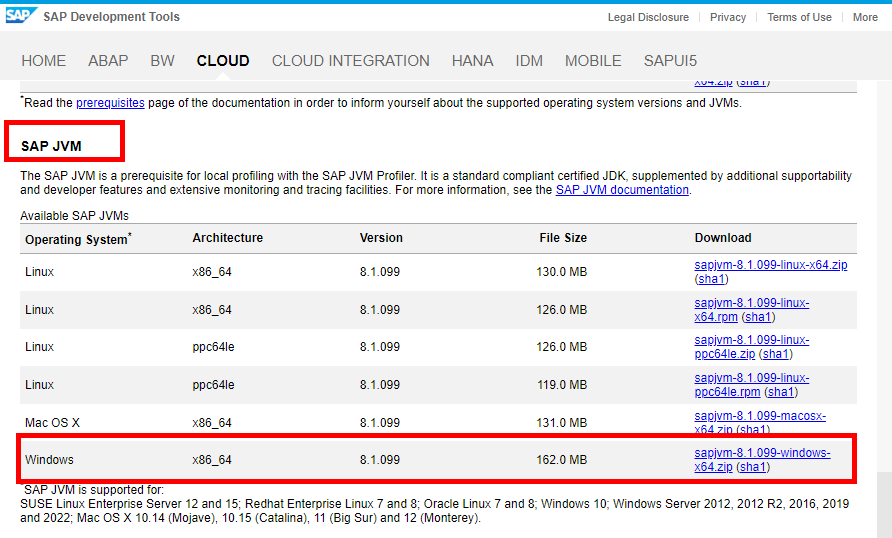 SAP SAP Development Tools Legal Disclosure Privacy Terms of Use More
HOME ABAP BW CLOUD CLOUD INTEGRATION HANA IDM MOBILE SAPUI5
x64.zip (sha1)
*Read the prerequisites page of the documentation in order to inform yourself about the supported operating system versions and JVMs.
SAP JVM
The SAP JVM is a prerequisite for local profiling with the SAP JVM Profiler. It is a standard compliant certified JDK, supplemented by additional supportability
and developer features and extensive monitoring and tracing facilities. For more information, see the SAP JVM documentation.
Available SAP JVMs
Operating System* Architecture Version File Size Download
Linux x86_64 8.1.099 130.0 MB sapjvm-8.1.099-linux-x64.zip
(sha1)
Linux x86_64 8.1.099 126.0 MB sapjvm-8.1.099-linux-
x64.rpm (sha1)
Linux ppc64le 8.1.099 126.0 MB sapjvm-8.1.099-linux-
ppc64le.zip (sha1)
Linux ppc64le 8.1.099 119.0 MB sapjvm-8.1.099-linux-
ppc64le.rpm (sha1)
Mac OS X x86_64 8.1.099 131.0 MB sapjvm-8.1.099-macosx-
x64.zip (sha1)
Windows x86_64 8.1.099 162.0 MB sapjvm-8.1.099-windows-
x64.zip (sha1)
*SAP JVM is supported for:
SUSE Linux Enterprise Server 12 and 15; Redhat Enterprise Linux 7 and 8; Oracle Linux 7 and 8; Windows 10; Windows Server 2012, 2012 R2, 2016, 2019
and 2022; Mac OS X 10.14 (Mojave), 10.15 (Catalina), 11 (Big Sur) and 12 (Monterey).